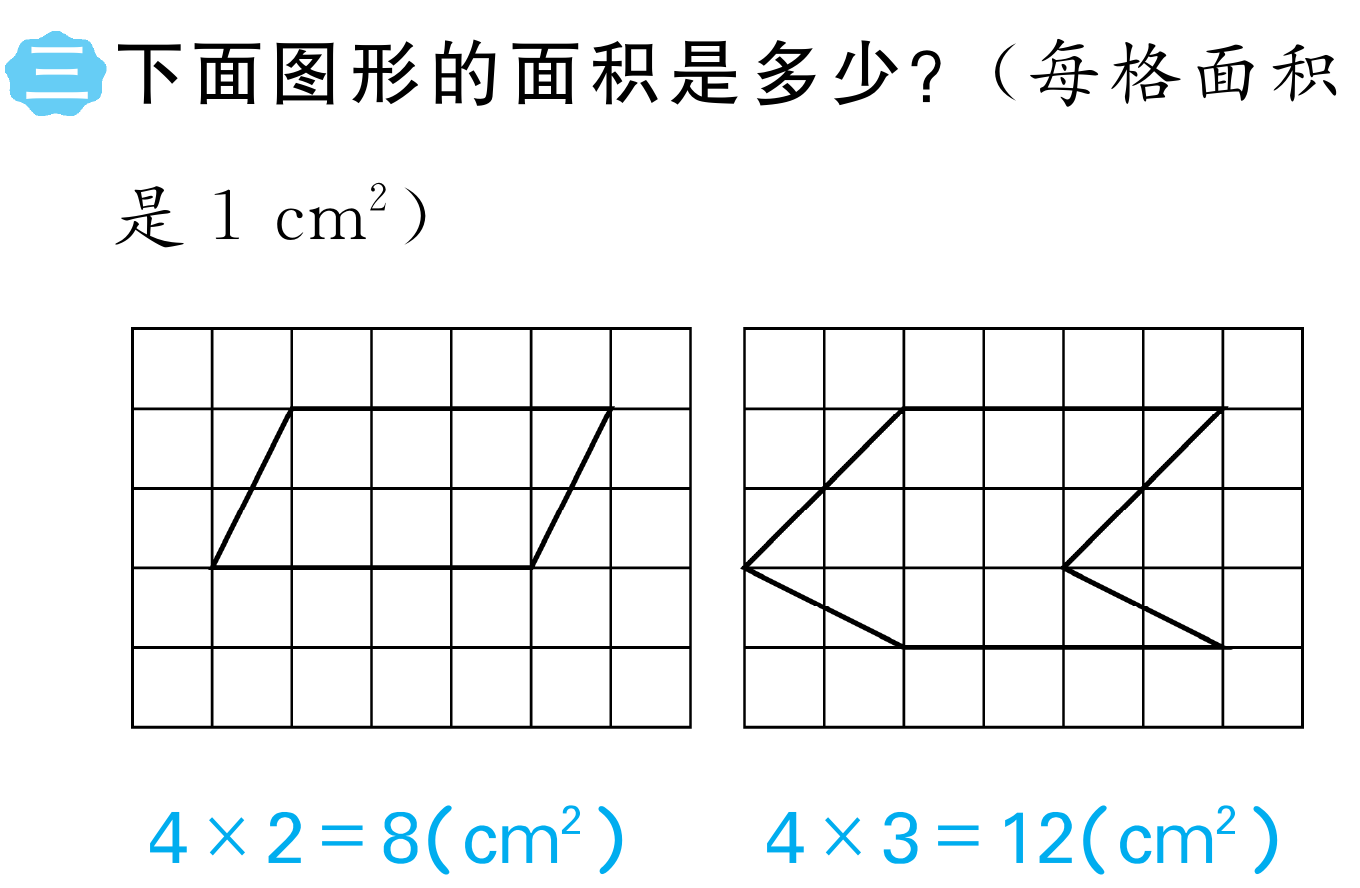 三 下面图形的面积是多少?(每格面积
是 1 cm²)
4×2=8(cm²) 4×3=12(cm²)